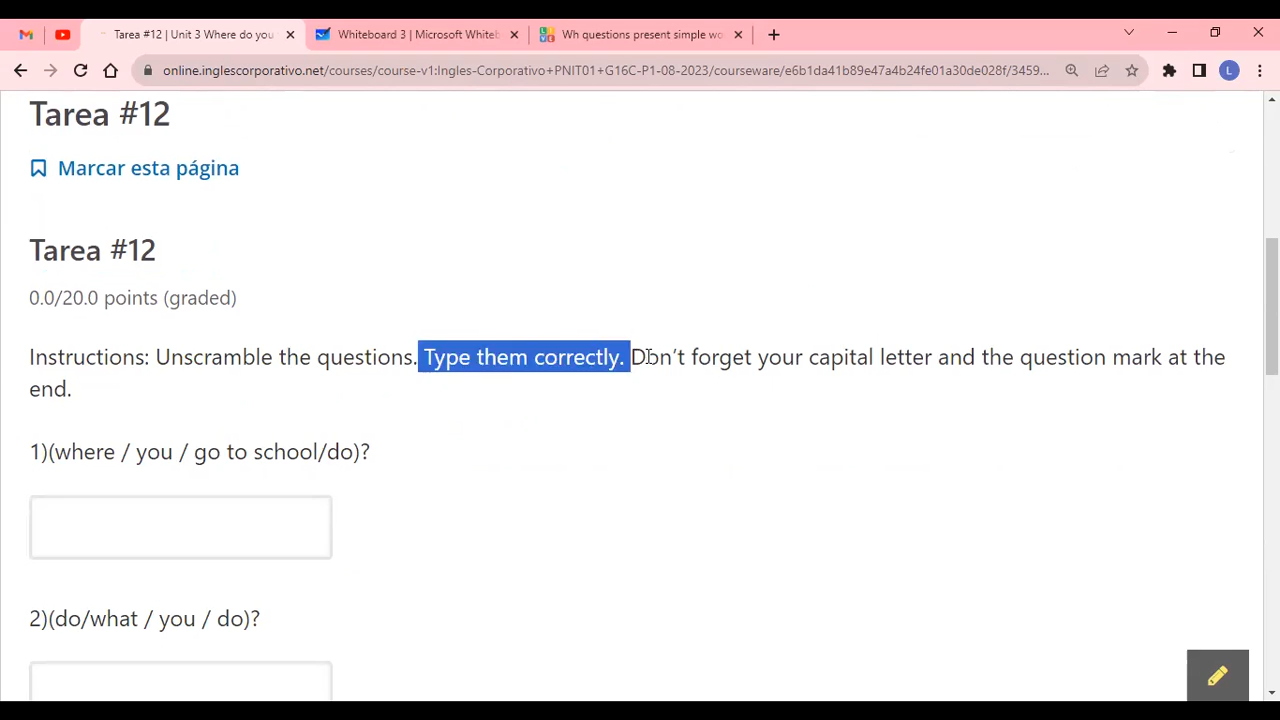 Tarea #12 | Unit 3 Where do you
Whiteboard 3 | Microsoft Whiteb
Wh questions present simple wo
online.inglescorporativo.net/courses/course-v1:Ingles-Corporativo+PNIT01+G16C-P1-08-2023/courseware/e6b1da41b89e47a4b24fe01a30de028f/3459...
L
Tarea #12
Marcar esta página
Tarea #12
0.0/20.0 points (graded)
Instructions: Unscramble the questions. Type them correctly. Don't forget your capital letter and the question mark at the
end.
1)(where / you / go to school/do)?
2)(do/what / you / do)?